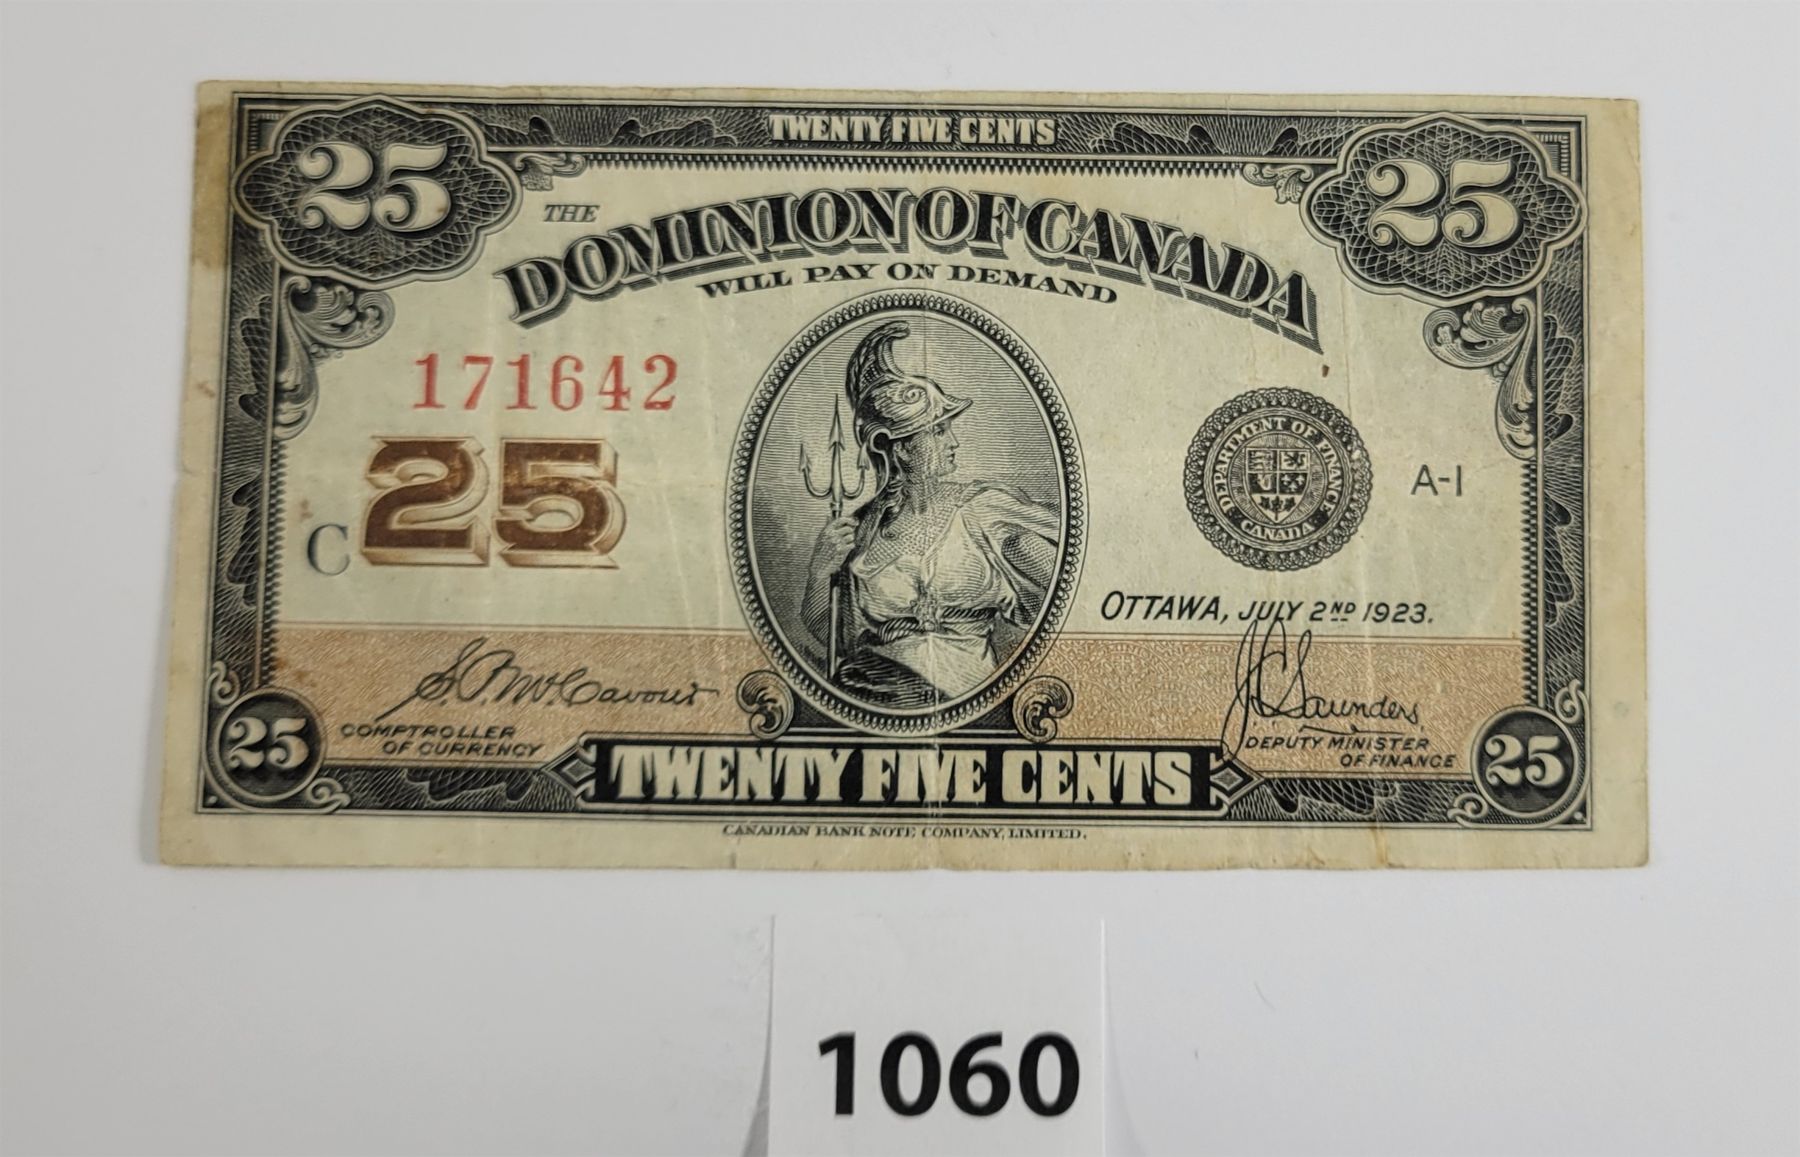 TWENTY FIVE CENTS
25 25
THE DOMINION OF CANADA
WILL PAY ON DEMAND
171642
25
C
DEPARTMENT OF FINANCE
CANADA
A-1
OTTAWA, JULY 2ND 1923.
J C Saunders
COMPTROLLER
OF CURRENCY
DEPUTY MINISTER
OF FINANCE
25 25
TWENTY FIVE CENTS
CANADIAN BANK NOTE COMPANY, LIMITED.
1060